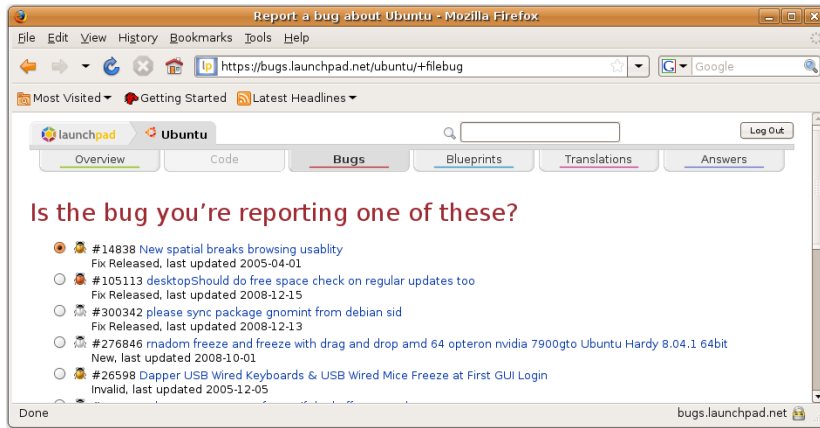 Report a bug about Ubuntu - Mozilla Firefox
File Edit View History Bookmarks Tools Help
lp https://bugs.launchpad.net/ubuntu/+filebug G Google
Most Visited Getting Started Latest Headlines
launchpad Ubuntu Log Out
Overview Code Bugs Blueprints Translations Answers
Is the bug you're reporting one of these?
#14838 New spatial breaks browsing usablity
Fix Released, last updated 2005-04-01
#105113 desktopShould do free space check on regular updates too
Fix Released, last updated 2008-12-15
#300342 please sync package gnomint from debian sid
Fix Released, last updated 2008-12-13
#276846 rnadom freeze and freeze with drag and drop amd 64 opteron nvidia 7900gto Ubuntu Hardy 8.04.1 64bit
New, last updated 2008-10-01
#26598 Dapper USB Wired Keyboards & USB Wired Mice Freeze at First GUI Login
Invalid, last updated 2005-12-05
Done bugs.launchpad.net